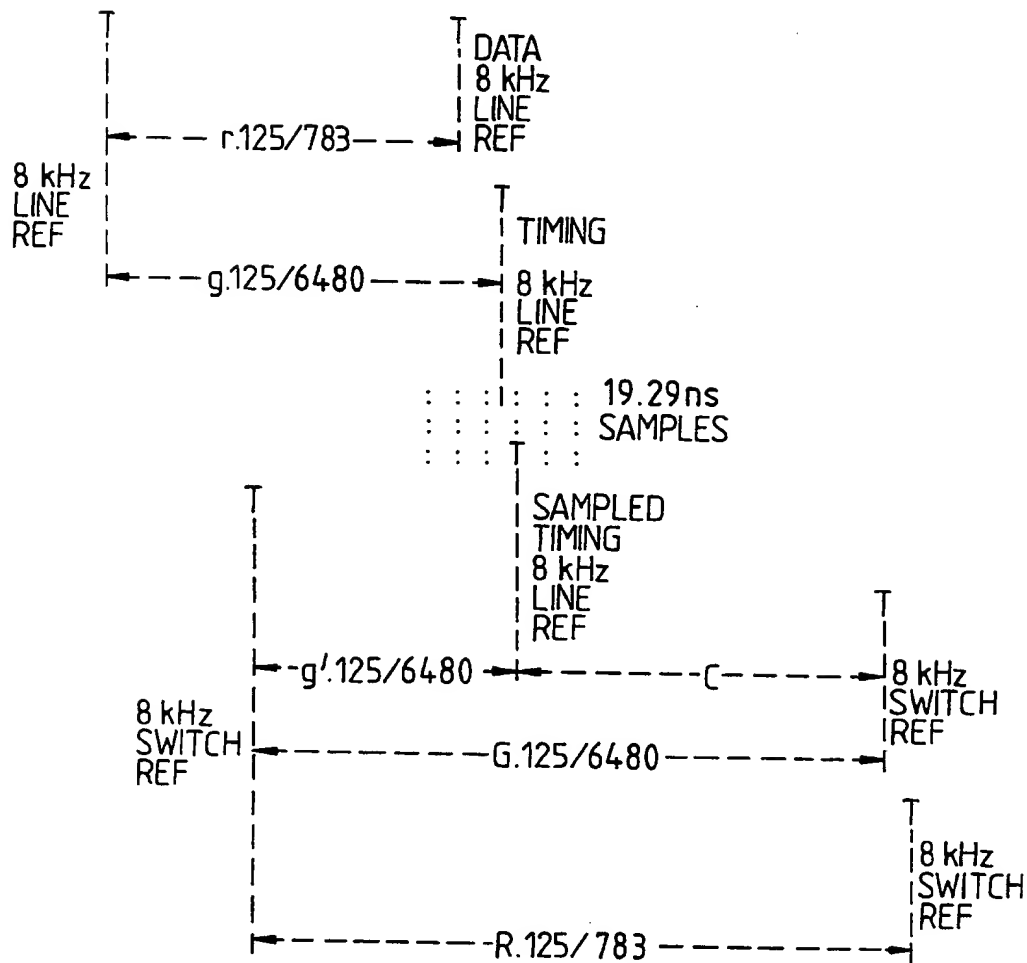 DATA
8 kHz
LINE
REF
r.125/783
8 kHz
LINE
REF
TIMING
8 kHz
LINE
REF
g.125/6480
19.29ns
SAMPLES
SAMPLED
TIMING
8 kHz
LINE
REF
g'.125/6480
C
8 kHz
SWITCH
REF
8 kHz
SWITCH
REF
G.125/6480
8 kHz
SWITCH
REF
R.125/783